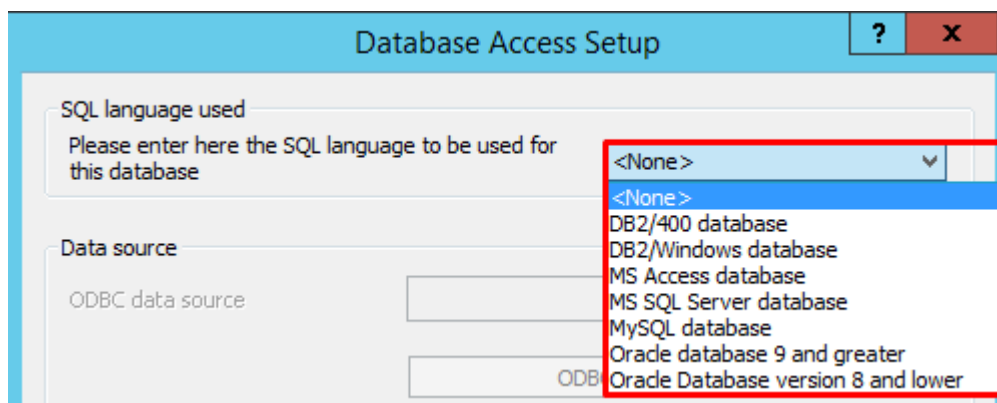 Database Access Setup
? x
SQL language used
Please enter here the SQL language to be used for
this database
<None>
<None>
DB2/400 database
DB2/Windows database
MS Access database
MS SQL Server database
MySQL database
Oracle database 9 and greater
Oracle Database version 8 and lower
Data source
ODBC data source
ODBC